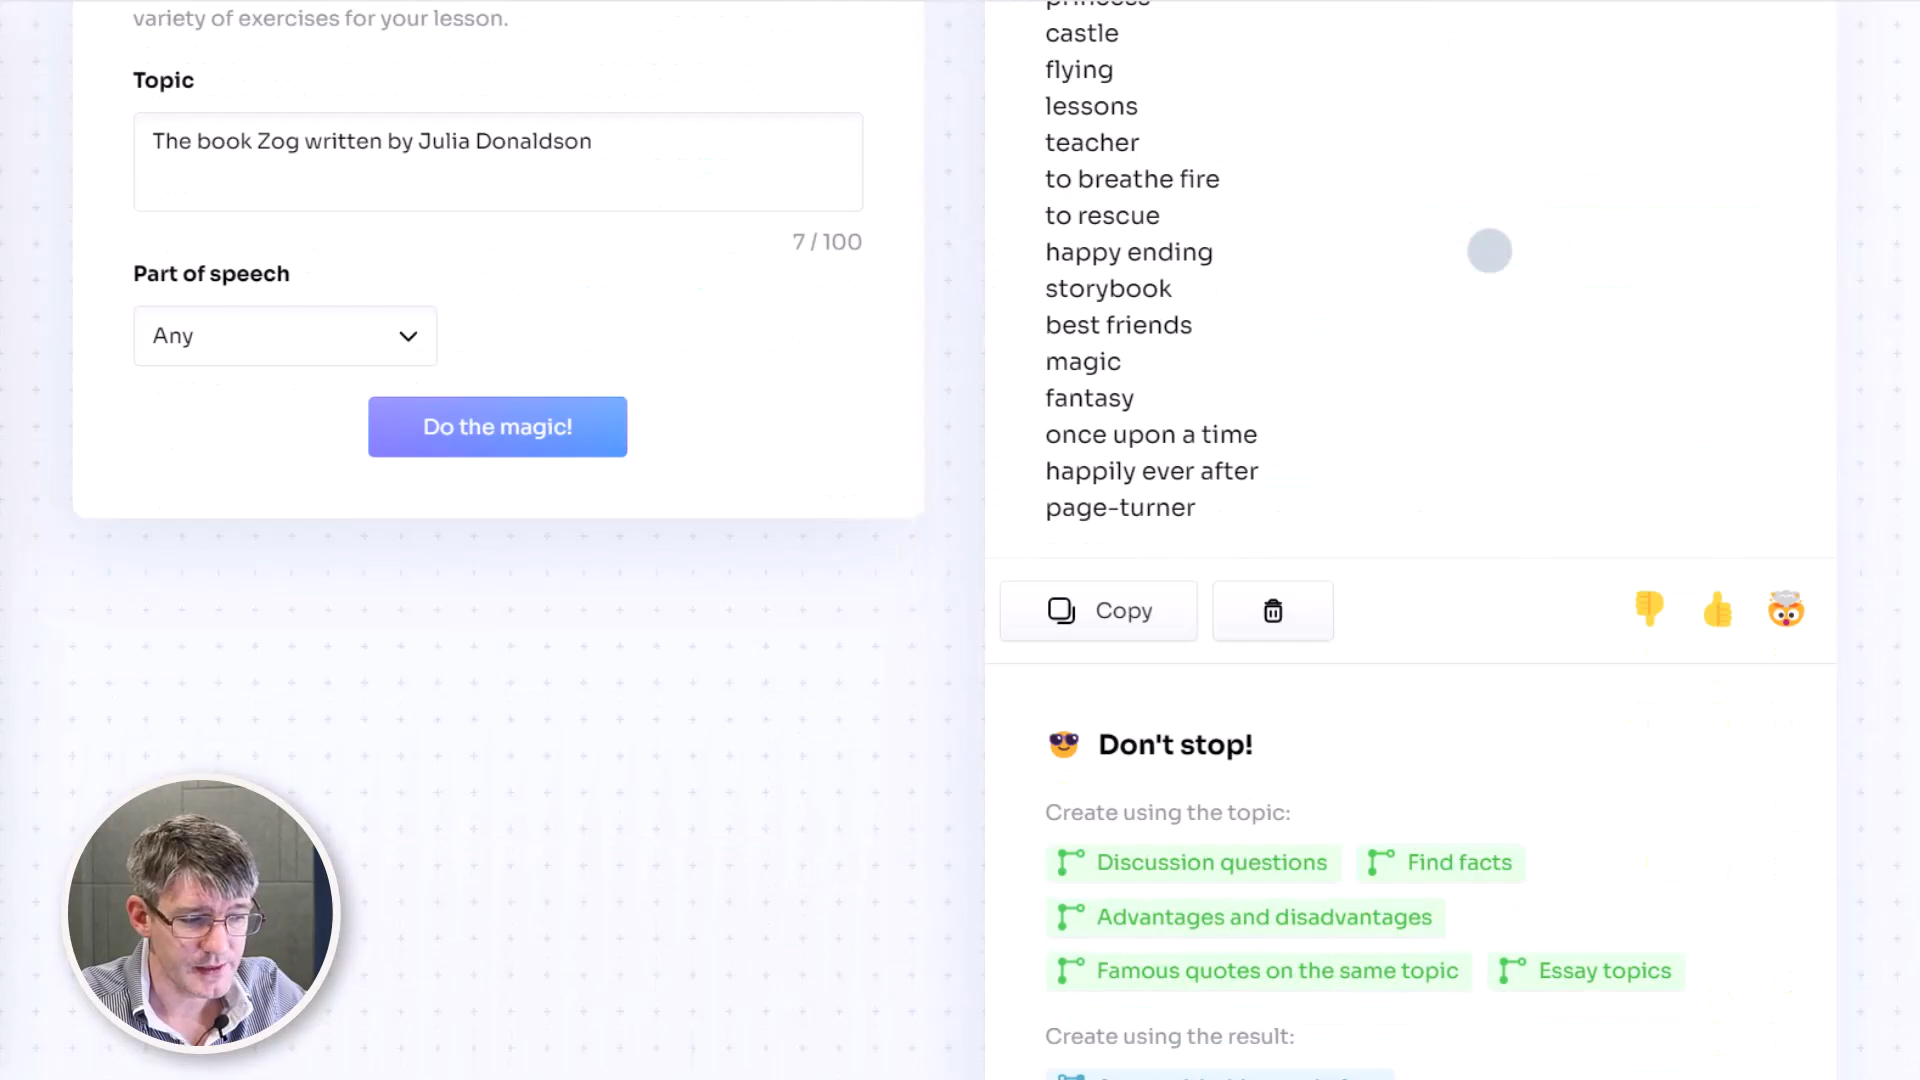 variety of exercises for your lesson.
Topic
The book Zog written by Julia Donaldson
7 / 100
Part of speech
Any
Do the magic!
princess
castle
flying
lessons
teacher
to breathe fire
to rescue
happy ending
storybook
best friends
magic
fantasy
once upon a time
happily ever after
page-turner
Copy
Don't stop!
Create using the topic:
Discussion questions Find facts
Advantages and disadvantages
Famous quotes on the same topic Essay topics
Create using the result: